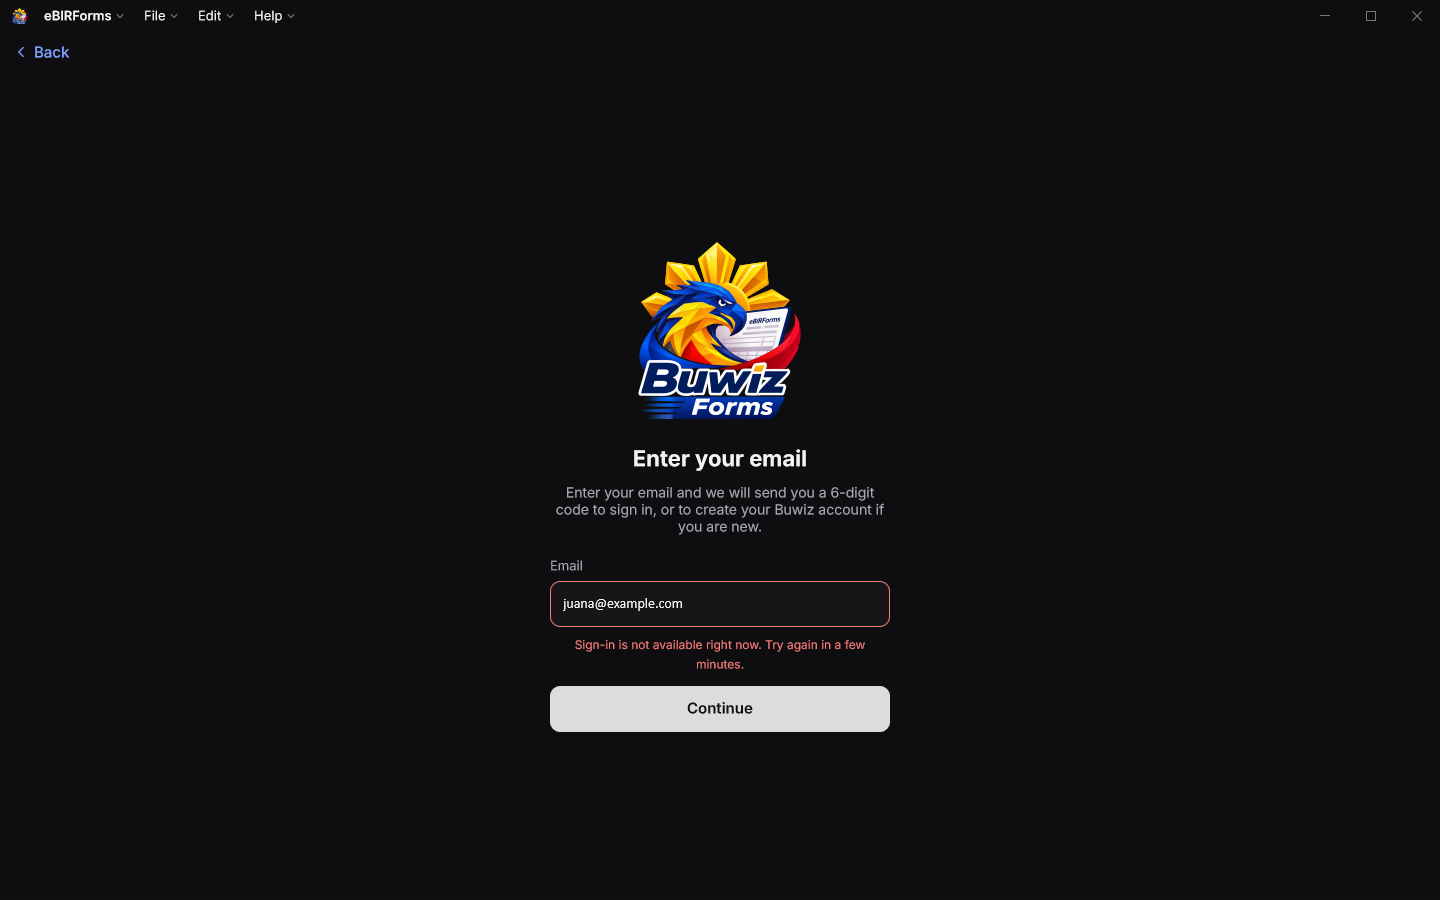 eBIRForms File Edit Help
Back
eBIRForms
Buwiz
Forms
Enter your email
Enter your email and we will send you a 6-digit
code to sign in, or to create your Buwiz account if
you are new.
Email
juana@example.com
Sign-in is not available right now. Try again in a few
minutes.
Continue